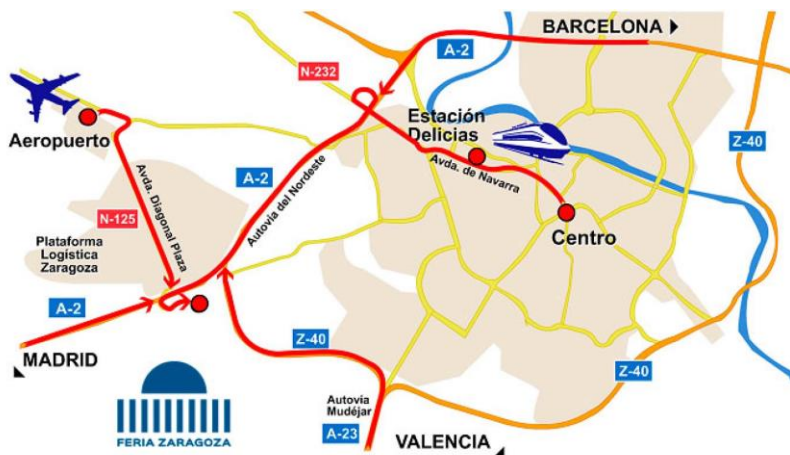 BARCELONA
A-2
N-232
Aeropuerto
Estación
Delicias
Z-40
A-2
Autovía del Nordeste
Avda. de Navarra
Avda. Diagonal Plaza
N-125
Centro
Plataforma
Logística
Zaragoza
A-2
MADRID
Z-40
Z-40
FERIA ZARAGOZA
Autovía
Mudéjar
A-23
VALENCIA